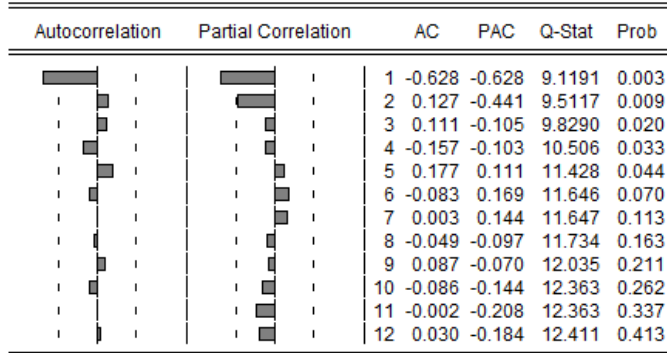 Autocorrelation Partial Correlation AC PAC Q-Stat Prob
1 -0.628 -0.628 9.1191 0.003
2 0.127 -0.441 9.5117 0.009
3 0.111 -0.105 9.8290 0.020
4 -0.157 -0.103 10.506 0.033
5 0.177 0.111 11.428 0.044
6 -0.083 0.169 11.646 0.070
7 0.003 0.144 11.647 0.113
8 -0.049 -0.097 11.734 0.163
9 0.087 -0.070 12.035 0.211
10 -0.086 -0.144 12.363 0.262
11 -0.002 -0.208 12.363 0.337
12 0.030 -0.184 12.411 0.413